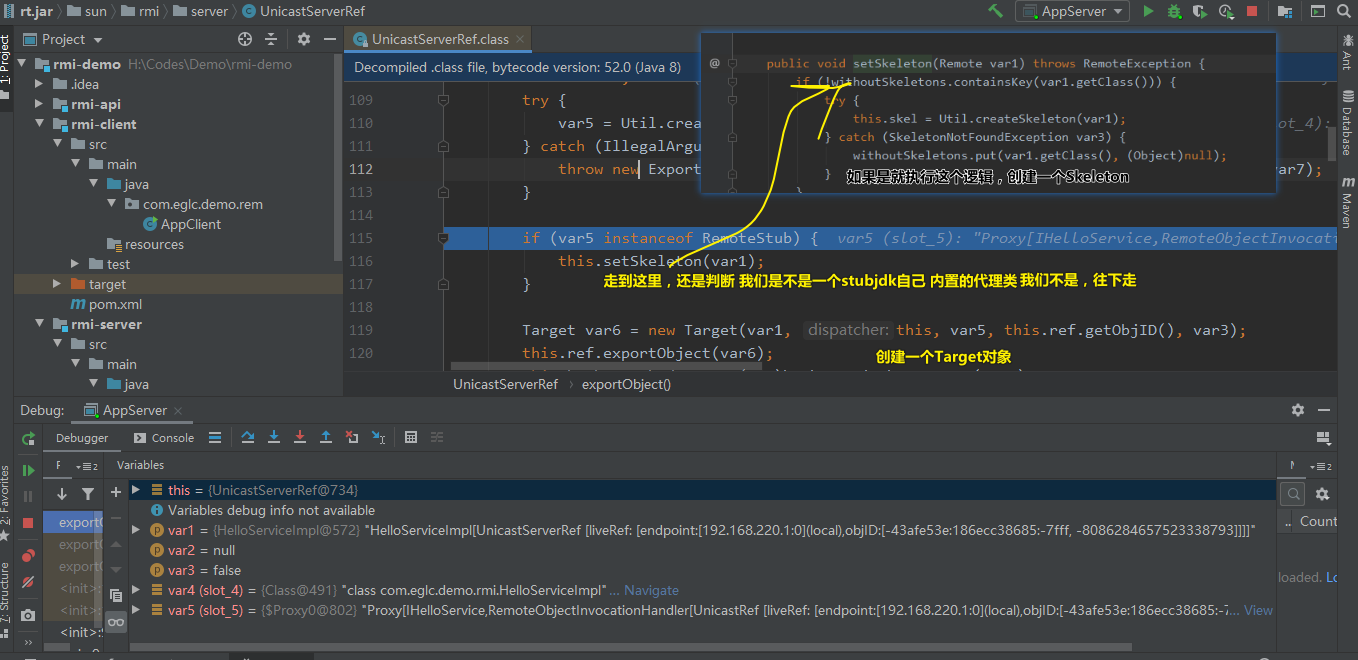 rt.jar sun rmi server UnicastServerRef AppServer
Project
UnicastServerRef.class
Decompiled .class file, bytecode version: 52.0 (Java 8)
rmi-demo H:\Codes\Demo\rmi-demo
.idea
rmi-api
rmi-client
src
main
java
com.eglc.demo.rem
AppClient
resources
test
target
pom.xml
rmi-server
src
main
java
1: Project
Ant
Database
Maven
@ public void setSkeleton(Remote var1) throws RemoteException {
if (!withoutSkeletons.containsKey(var1.getClass())) {
try {
this.skel = Util.createSkeleton(var1);
} catch (SkeletonNotFoundException var3) {
withoutSkeletons.put(var1.getClass(), (Object)null);
}
如果是就执行这个逻辑，创建一个Skeleton
109 try {
110 var5 = Util.crea slot_4):
111 } catch (IllegalArgu
112 throw new Export var7);
113 }
114
115 if (var5 instanceof RemoteStub) { var5 (slot_5): "Proxy[IHelloService,RemoteObjectInvocati
116 this.setSkeleton(var1);
走到这里，还是判断 我们是不是一个stubjdk自己 内置的代理类 我们不是，往下走
117 }
118
119 Target var6 = new Target(var1, dispatcher: this, var5, this.ref.getObjID(), var3);
120 this.ref.exportObject(var6);
创建一个Target对象
UnicastServerRef exportObject()
Debug: AppServer
Debugger Console
F Variables
exportO
exportO
exportO
<init>:
<init>:
<init>:
this = {UnicastServerRef@734}
Variables debug info not available
var1 = {HelloServiceImpl@572} "HelloServiceImpl[UnicastServerRef [liveRef: [endpoint:[192.168.220.1:0](local),objID:[-43afe53e:186ecc38685:-7fff, -8086284657523338793]]]]"
var2 = null
var3 = false
var4 (slot_4) = {Class@491} "class com.eglc.demo.rmi.HelloServiceImpl" ... Navigate
var5 (slot_5) = {$Proxy0@802} "Proxy[IHelloService,RemoteObjectInvocationHandler[UnicastRef [liveRef: [endpoint:[192.168.220.1:0](local),objID:[-43afe53e:186ecc38685:-7... View
Count
loaded. Lo
2: Favorites
7: Structure